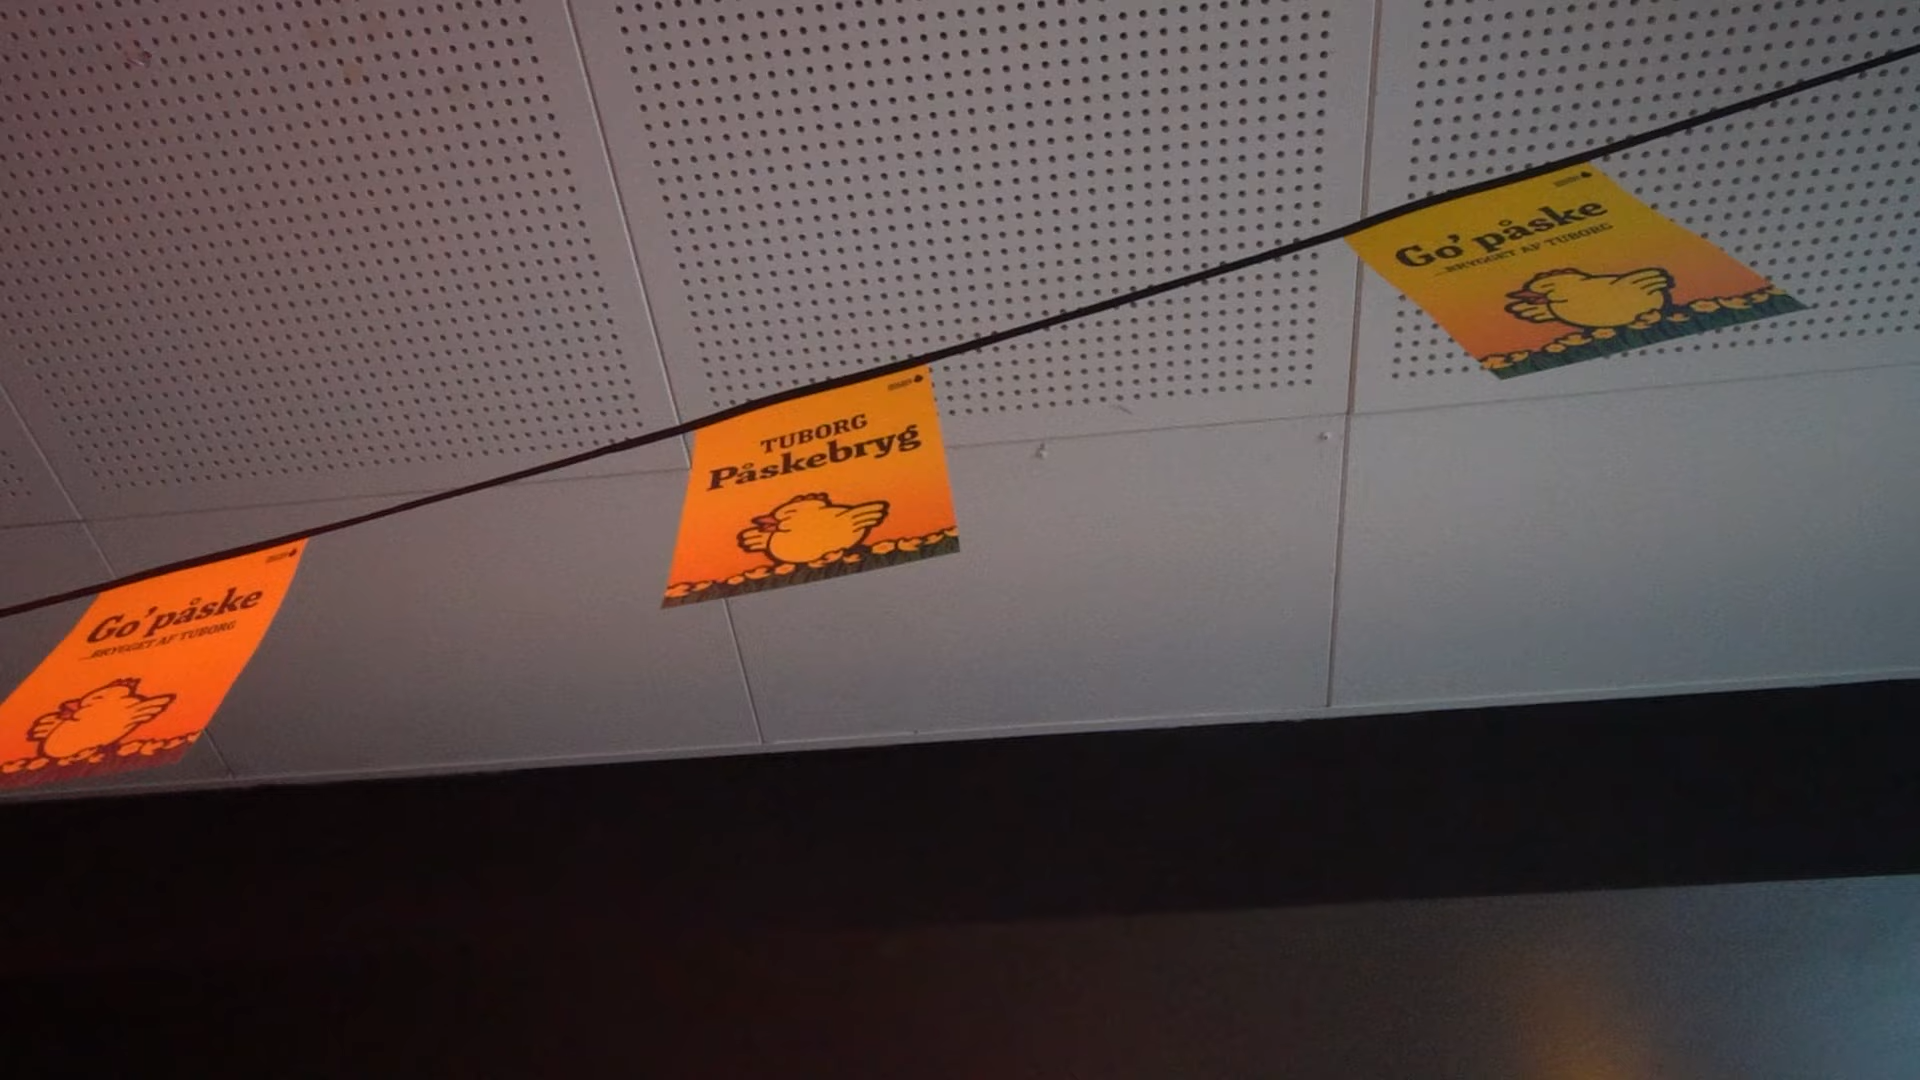 Go' påske
...BRYGGET AF TUBORG
TUBORG
Påskebryg
Go' påske
...BRYGGET AF TUBORG